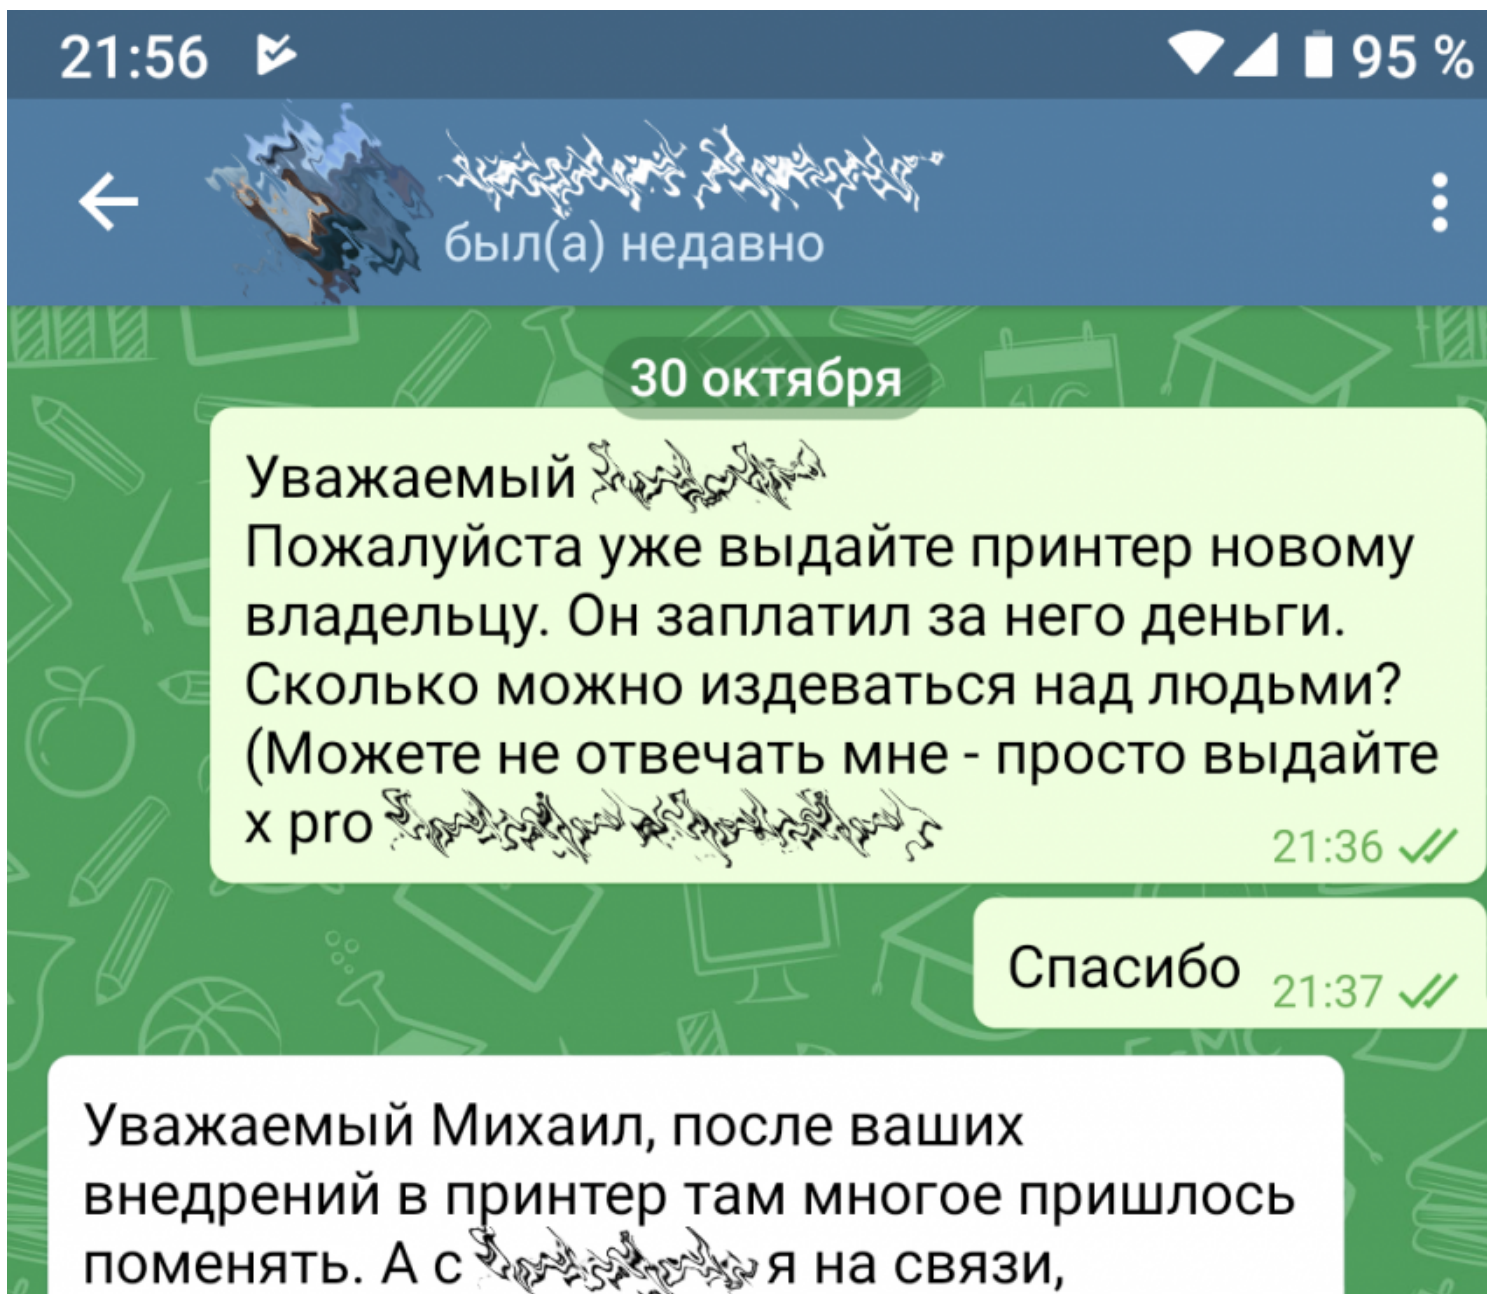 21:56 95 %
был(а) недавно
30 октября
Уважаемый
Пожалуйста уже выдайте принтер новому
владельцу. Он заплатил за него деньги.
Сколько можно издеваться над людьми?
(Можете не отвечать мне - просто выдайте
x pro
21:36
Спасибо 21:37
Уважаемый Михаил, после ваших
внедрений в принтер там многое пришлось
поменять. А с я на связи,